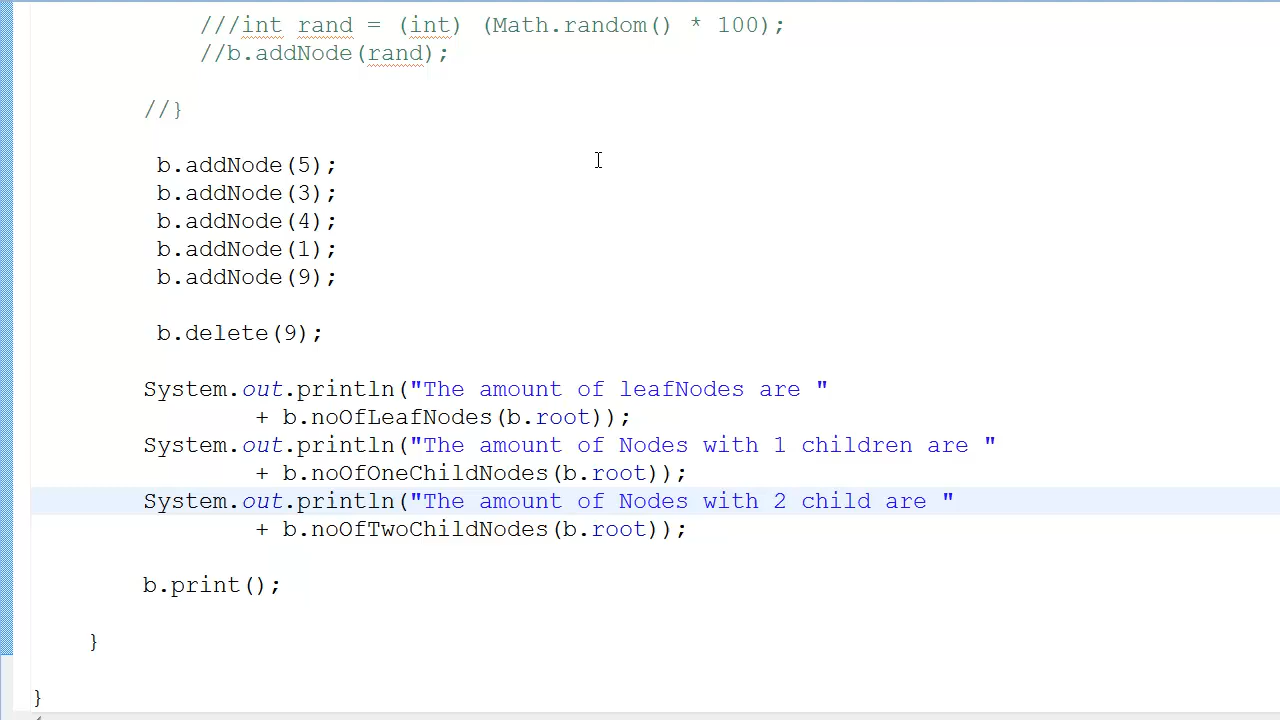 ///int rand = (int) (Math.random() * 100);
//b.addNode(rand);
//}
b.addNode(5);
b.addNode(3);
b.addNode(4);
b.addNode(1);
b.addNode(9);
b.delete(9);
System.out.println("The amount of leafNodes are "
+ b.noOfLeafNodes(b.root));
System.out.println("The amount of Nodes with 1 children are "
+ b.noOfOneChildNodes(b.root));
System.out.println("The amount of Nodes with 2 child are "
+ b.noOfTwoChildNodes(b.root));
b.print();
}
}